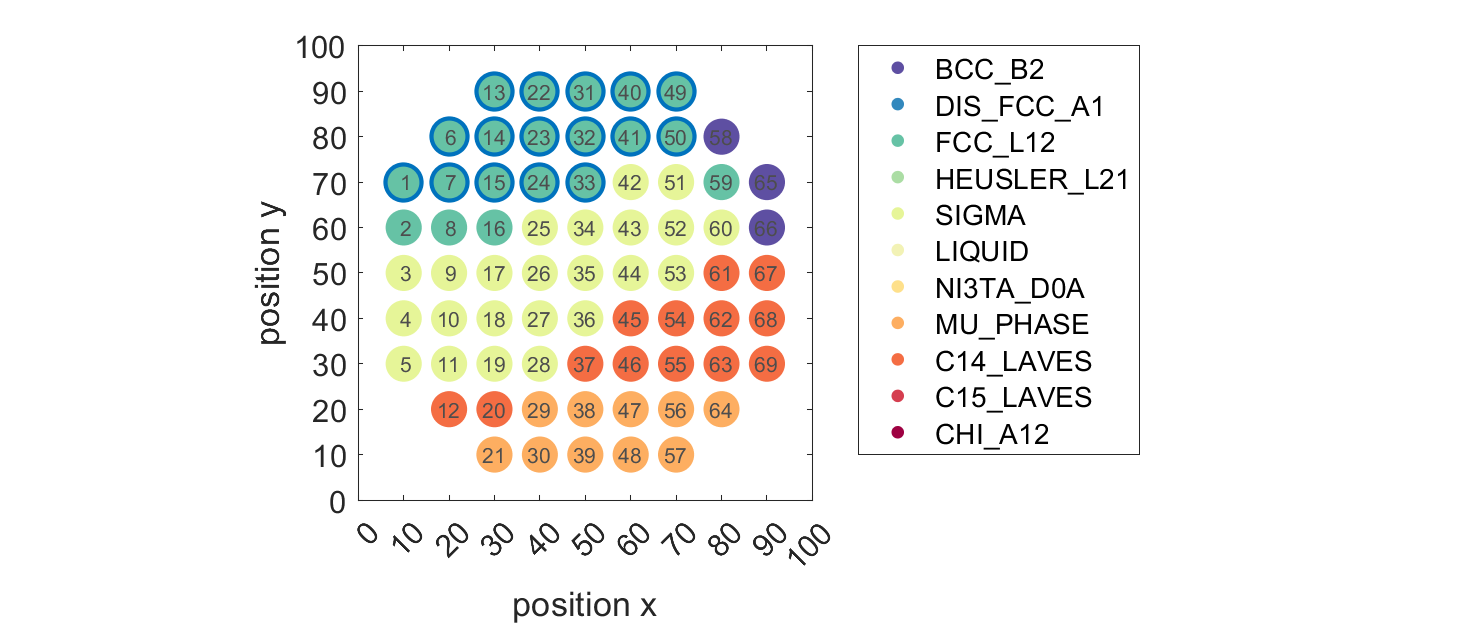 100
90
80
70
60
50
40
30
20
10
0
position y
13 22 31 40 49
6 14 23 32 41 50 58
1 7 15 24 33 42 51 59 65
2 8 16 25 34 43 52 60 66
3 9 17 26 35 44 53 61 67
4 10 18 27 36 45 54 62 68
5 11 19 28 37 46 55 63 69
12 20 29 38 47 56 64
21 30 39 48 57
0 10 20 30 40 50 60 70 80 90 100
position x
BCC_B2
DIS_FCC_A1
FCC_L12
HEUSLER_L21
SIGMA
LIQUID
NI3TA_D0A
MU_PHASE
C14_LAVES
C15_LAVES
CHI_A12